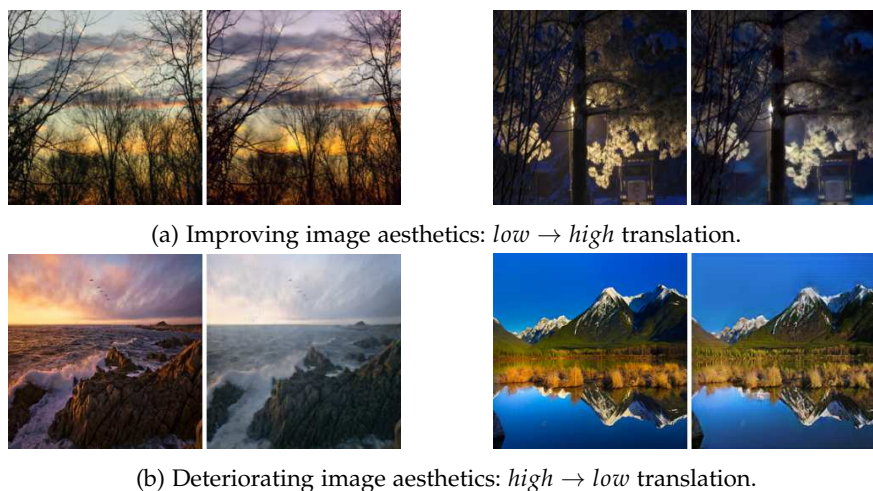 (a) Improving image aesthetics: low → high translation.
(b) Deteriorating image aesthetics: high → low translation.